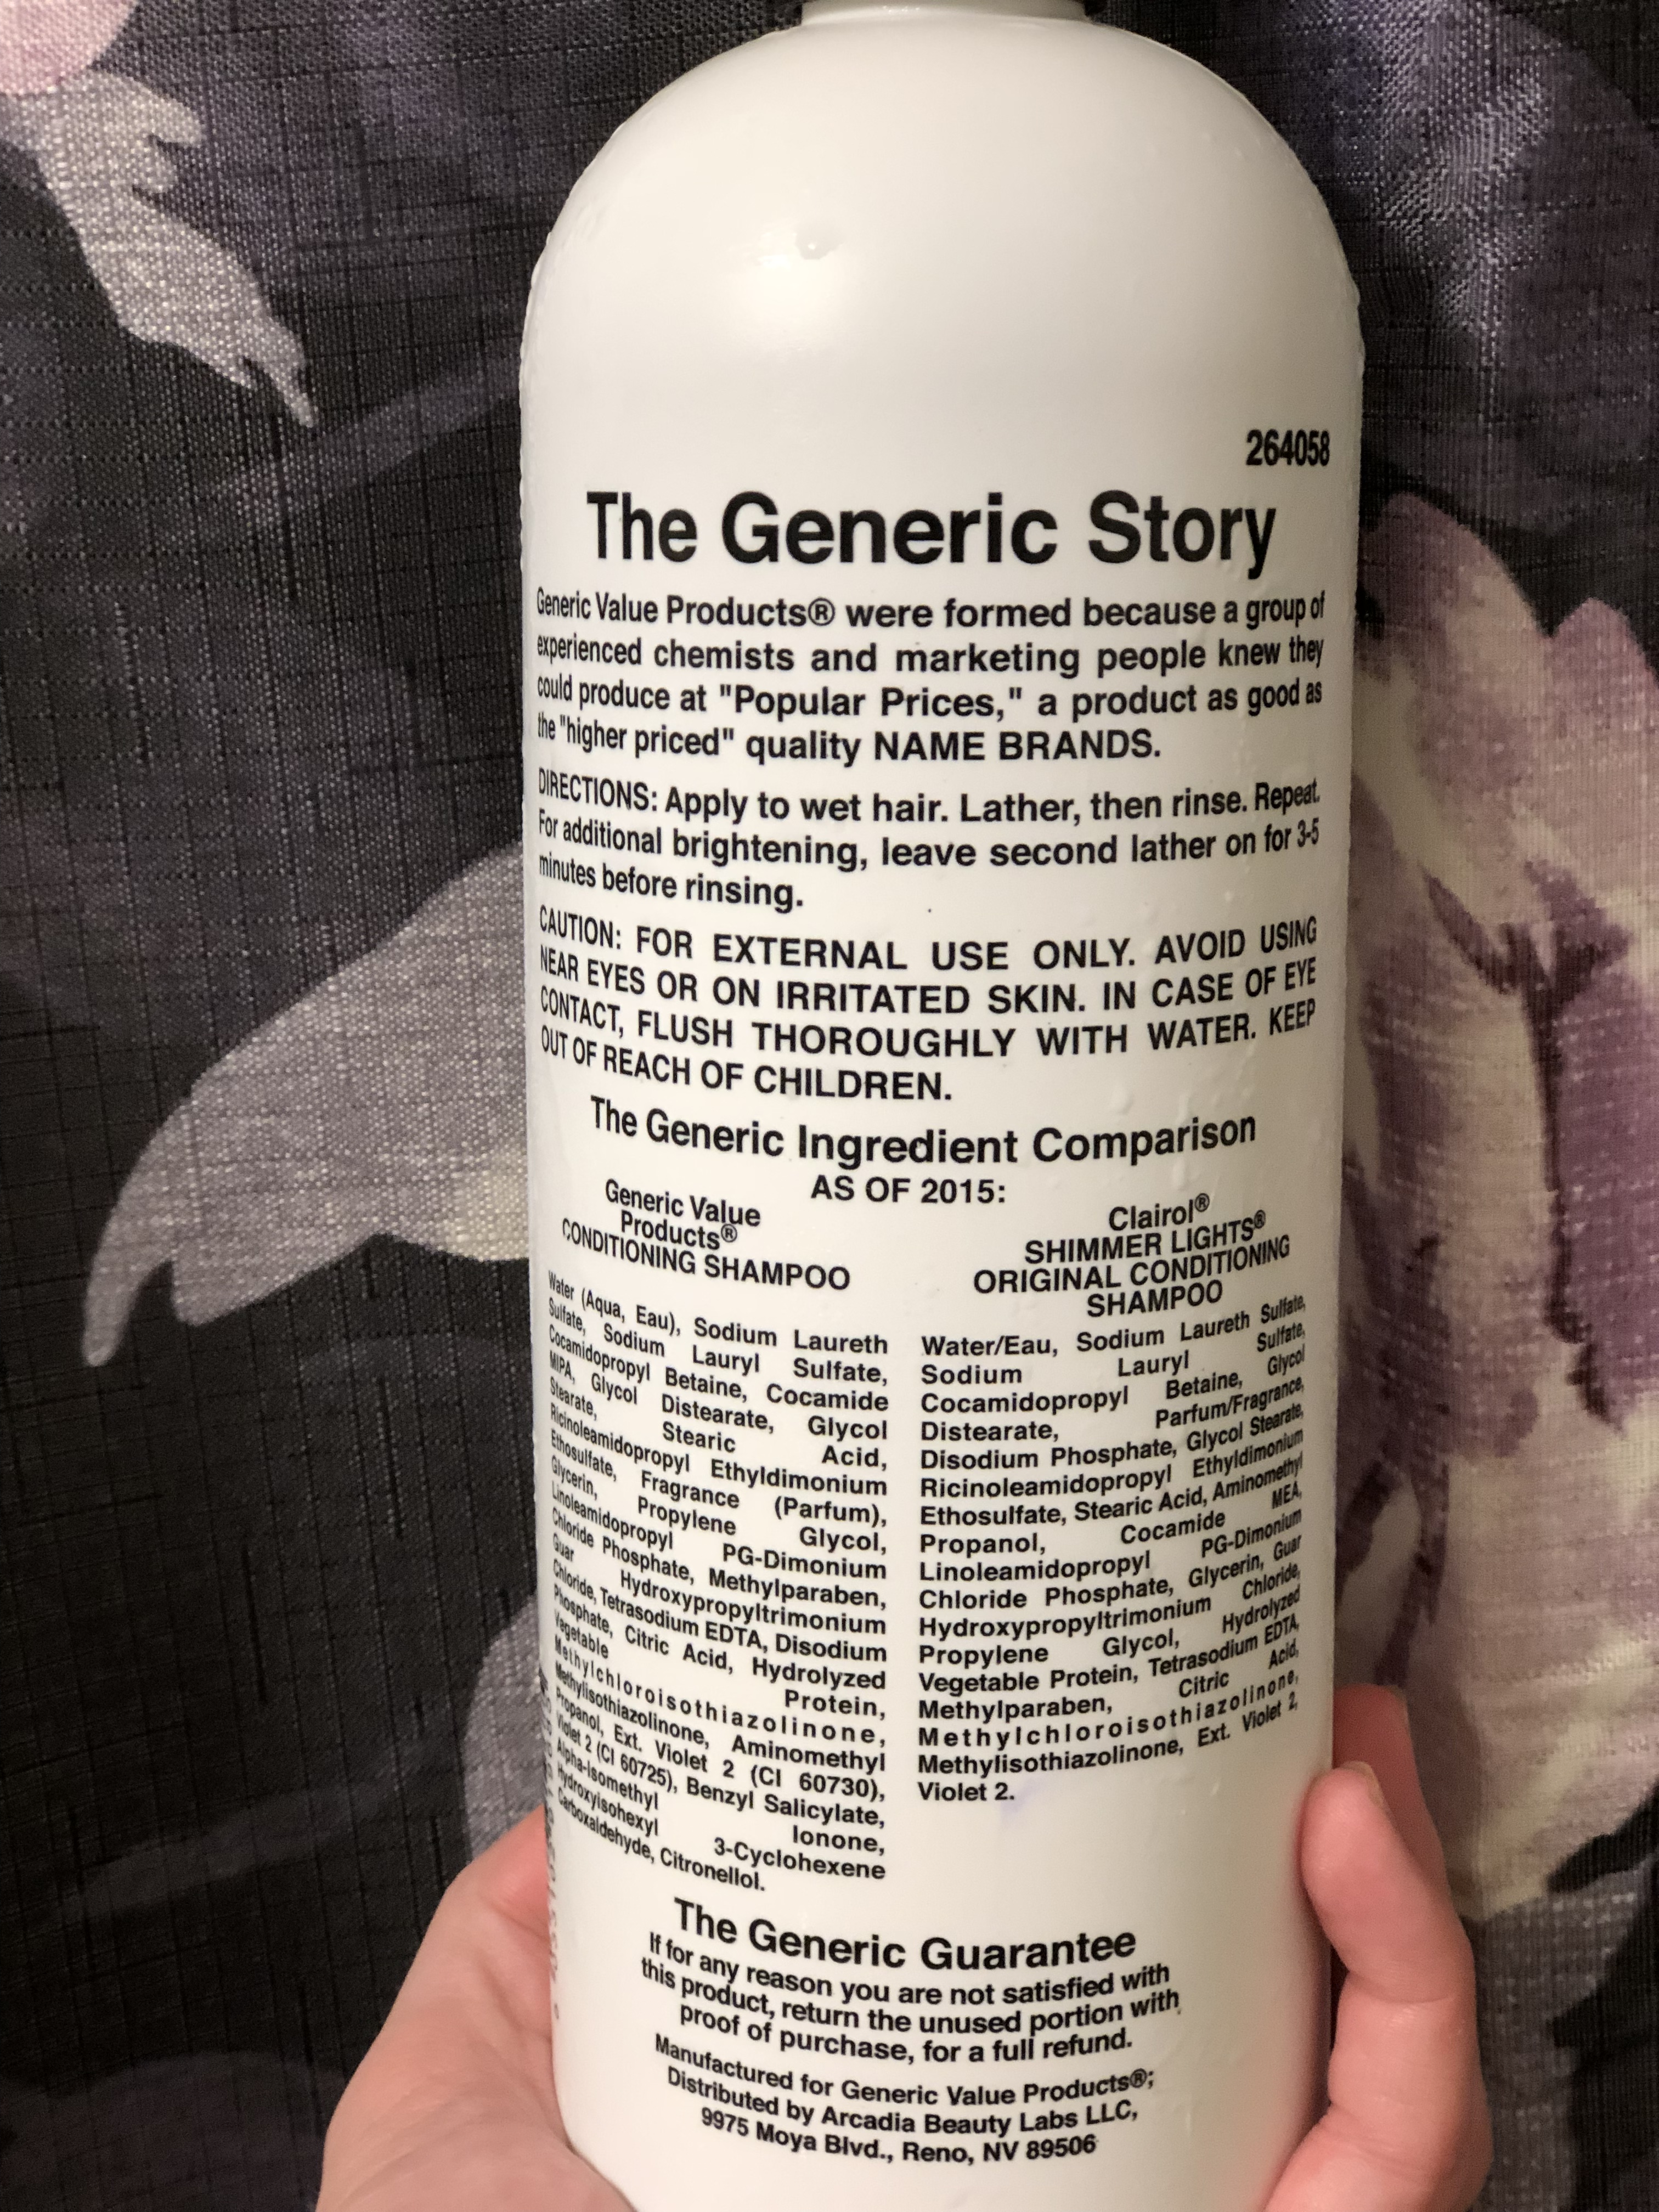 264058
The Generic Story
Generic Value Products® were formed because a group of
experienced chemists and marketing people knew they
could produce at "Popular Prices," a product as good as
the "higher priced" quality NAME BRANDS.
DIRECTIONS: Apply to wet hair. Lather, then rinse. Repeat.
For additional brightening, leave second lather on for 3-5
minutes before rinsing.
CAUTION: FOR EXTERNAL USE ONLY. AVOID USING
NEAR EYES OR ON IRRITATED SKIN. IN CASE OF EYE
CONTACT, FLUSH THOROUGHLY WITH WATER. KEEP
OUT OF REACH OF CHILDREN.
The Generic Ingredient Comparison
AS OF 2015:
Generic Value
Products®
CONDITIONING SHAMPOO
Water (Aqua, Eau), Sodium Laureth
Sulfate, Sodium Lauryl Sulfate,
Cocamidopropyl Betaine, Cocamide
MIPA, Glycol Distearate, Glycol
Stearate, Stearic Acid,
Ricinoleamidopropyl Ethyldimonium
Ethosulfate, Fragrance (Parfum),
Glycerin, Propylene Glycol,
Linoleamidopropyl PG-Dimonium
Chloride Phosphate, Methylparaben,
Guar Hydroxypropyltrimonium
Chloride, Tetrasodium EDTA, Disodium
Phosphate, Citric Acid, Hydrolyzed
Vegetable Protein,
Methylchloroisothiazolinone,
Methylisothiazolinone, Aminomethyl
Propanol, Ext. Violet 2 (CI 60730),
Violet 2 (CI 60725), Benzyl Salicylate,
Alpha-Isomethyl Ionone,
Hydroxyisohexyl 3-Cyclohexene
Carboxaldehyde, Citronellol.
Clairol®
SHIMMER LIGHTS®
ORIGINAL CONDITIONING
SHAMPOO
Water/Eau, Sodium Laureth Sulfate,
Sodium Lauryl Sulfate,
Cocamidopropyl Betaine, Glycol
Distearate, Parfum/Fragrance,
Disodium Phosphate, Glycol Stearate,
Ricinoleamidopropyl Ethyldimonium
Ethosulfate, Stearic Acid, Aminomethyl
Propanol, Cocamide MEA,
Linoleamidopropyl PG-Dimonium
Chloride Phosphate, Glycerin, Guar
Hydroxypropyltrimonium Chloride,
Propylene Glycol, Hydrolyzed
Vegetable Protein, Tetrasodium EDTA,
Methylparaben, Citric Acid,
Methylchloroisothiazolinone,
Methylisothiazolinone, Ext. Violet 2,
Violet 2.
The Generic Guarantee
If for any reason you are not satisfied with
this product, return the unused portion with
proof of purchase, for a full refund.
Manufactured for Generic Value Products®;
Distributed by Arcadia Beauty Labs LLC,
9975 Moya Blvd., Reno, NV 89506